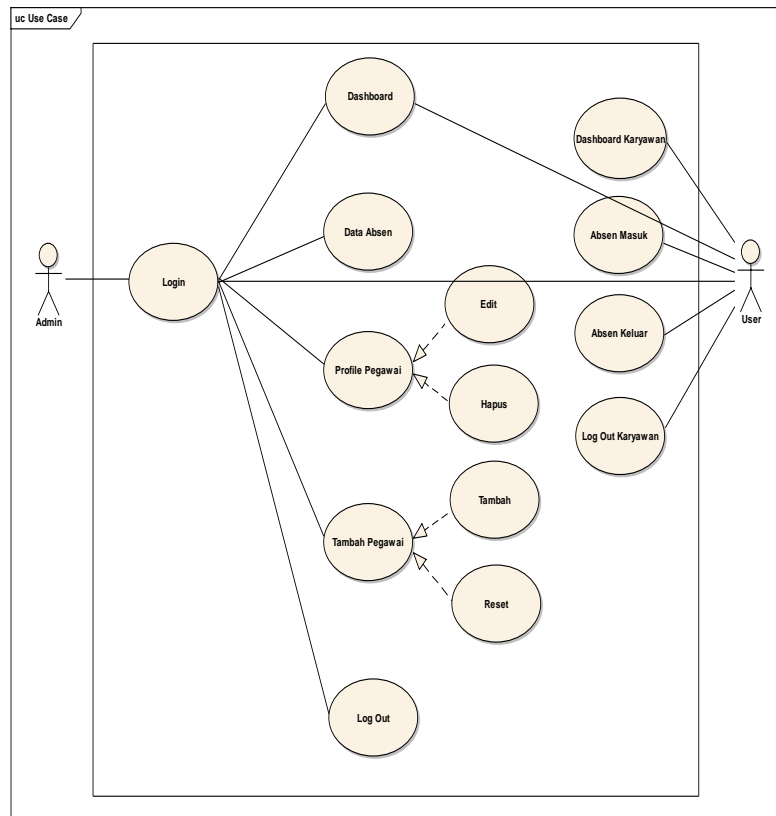 uc Use Case
Dashboard
Dashboard Karyawan
Data Absen
Absen Masuk
Login
Admin
Edit
User
Absen Keluar
Profile Pegawai
Hapus
Log Out Karyawan
Tambah
Tambah Pegawai
Reset
Log Out